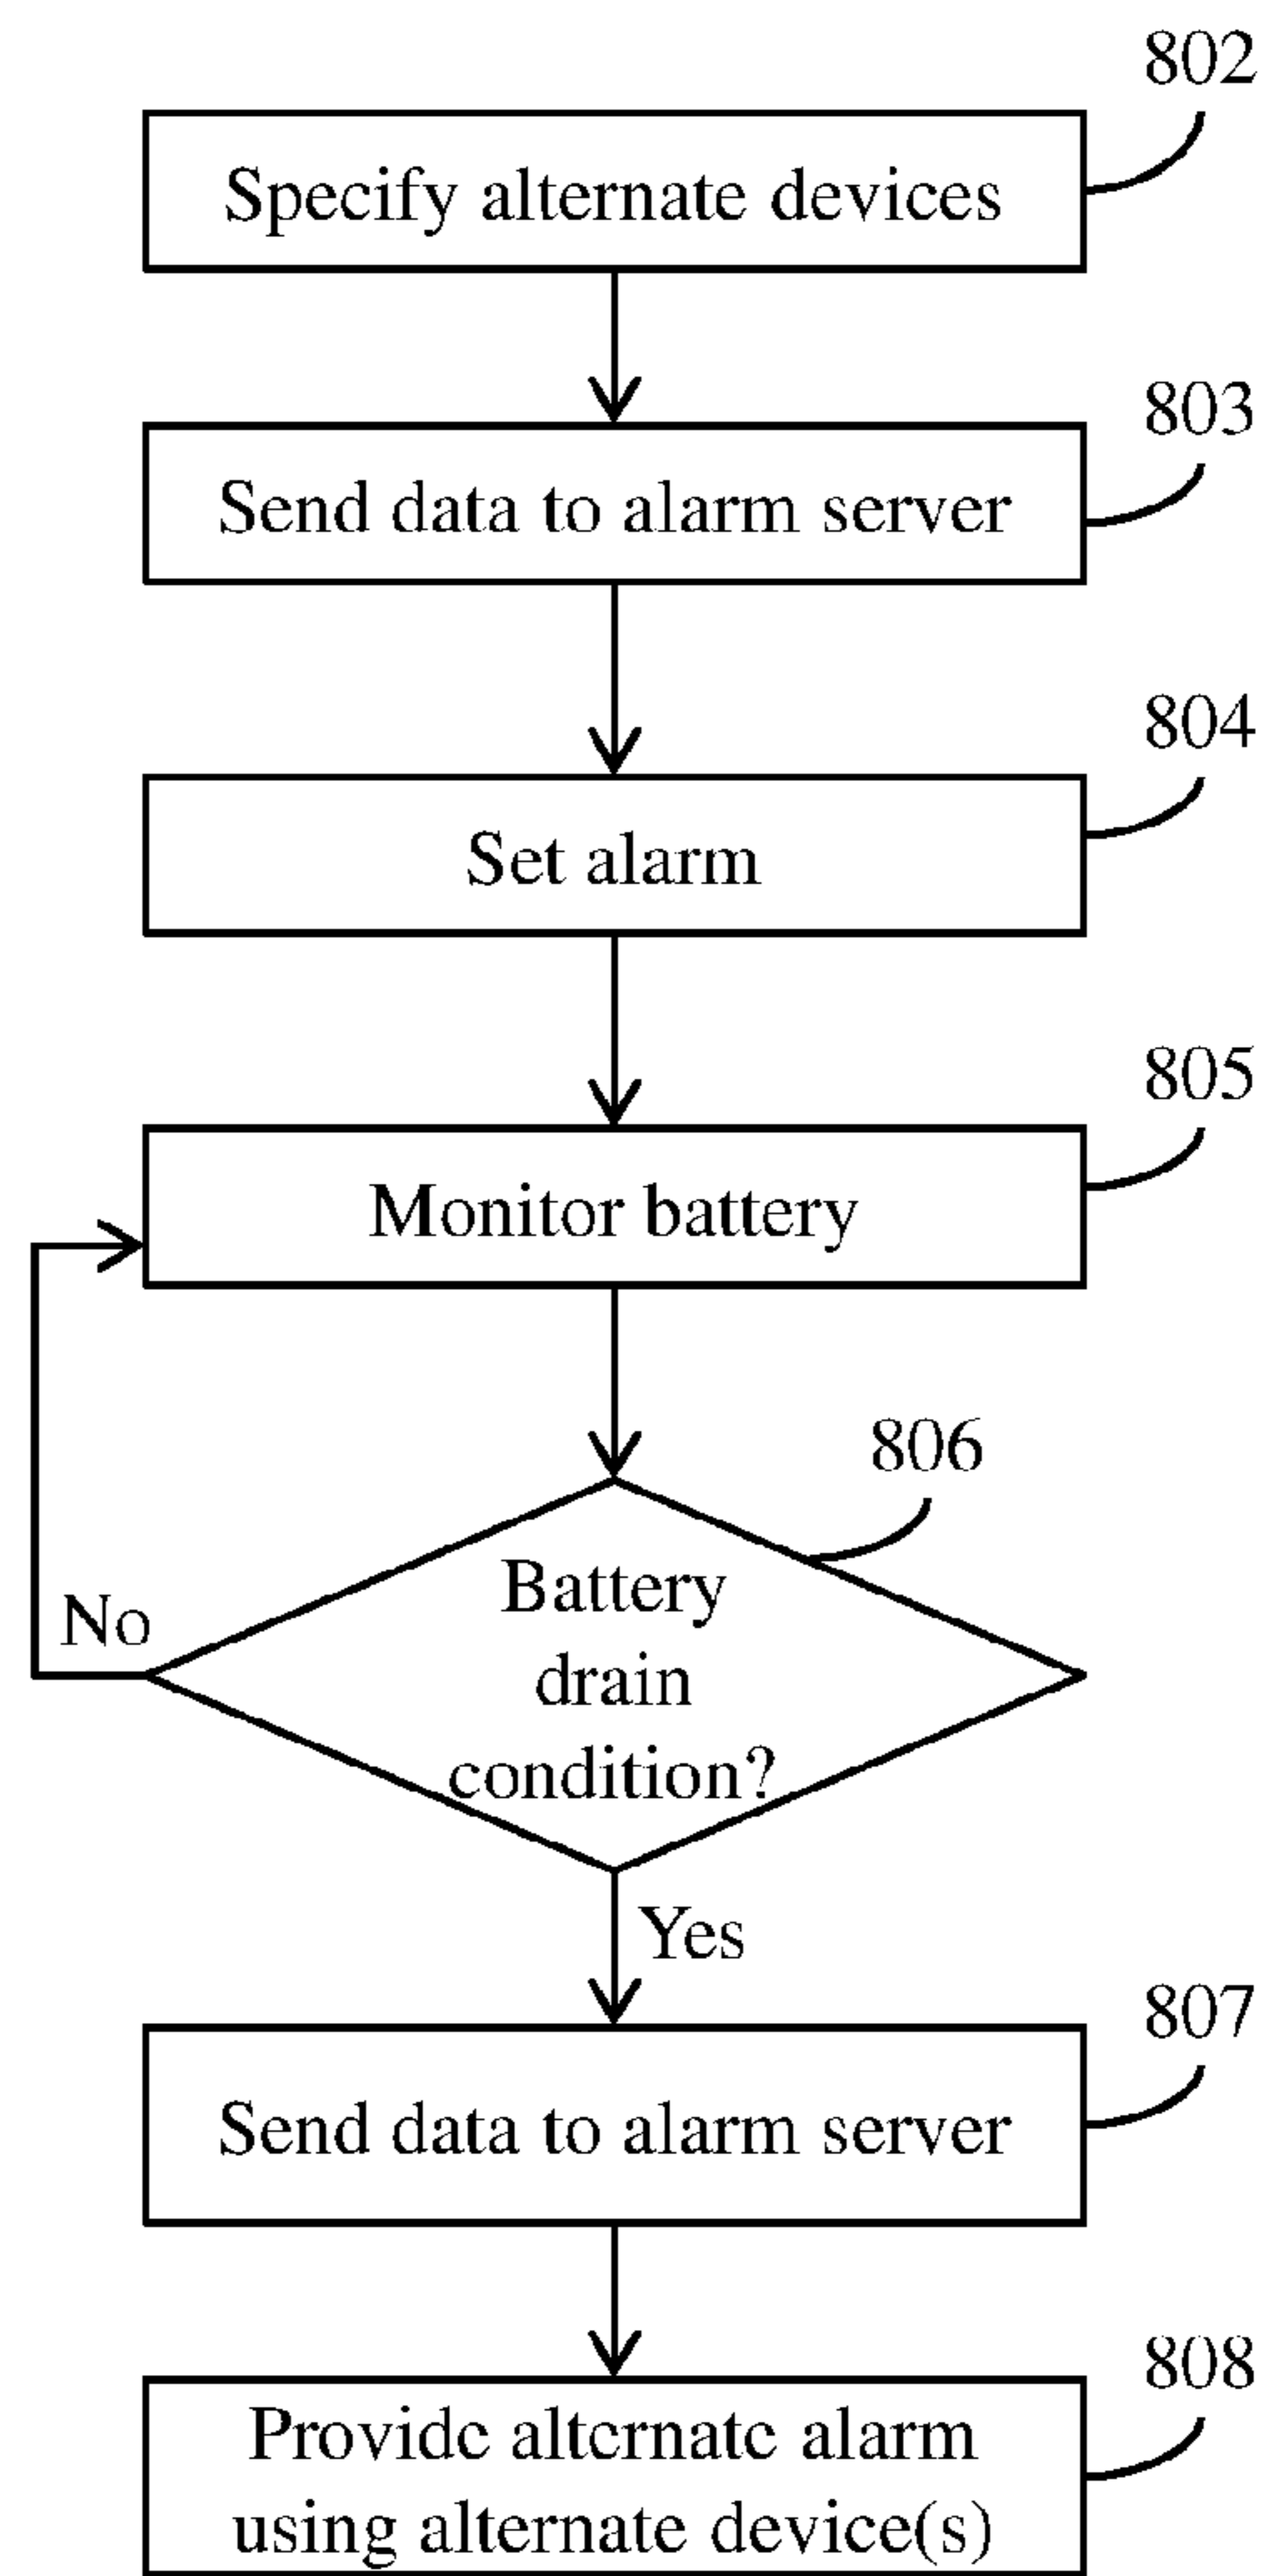 802
Specify alternate devices
803
Send data to alarm server
804
Set alarm
805
Monitor battery
806
Battery
drain
condition?
No
Yes
807
Send data to alarm server
808
Provide alternate alarm
using alternate device(s)